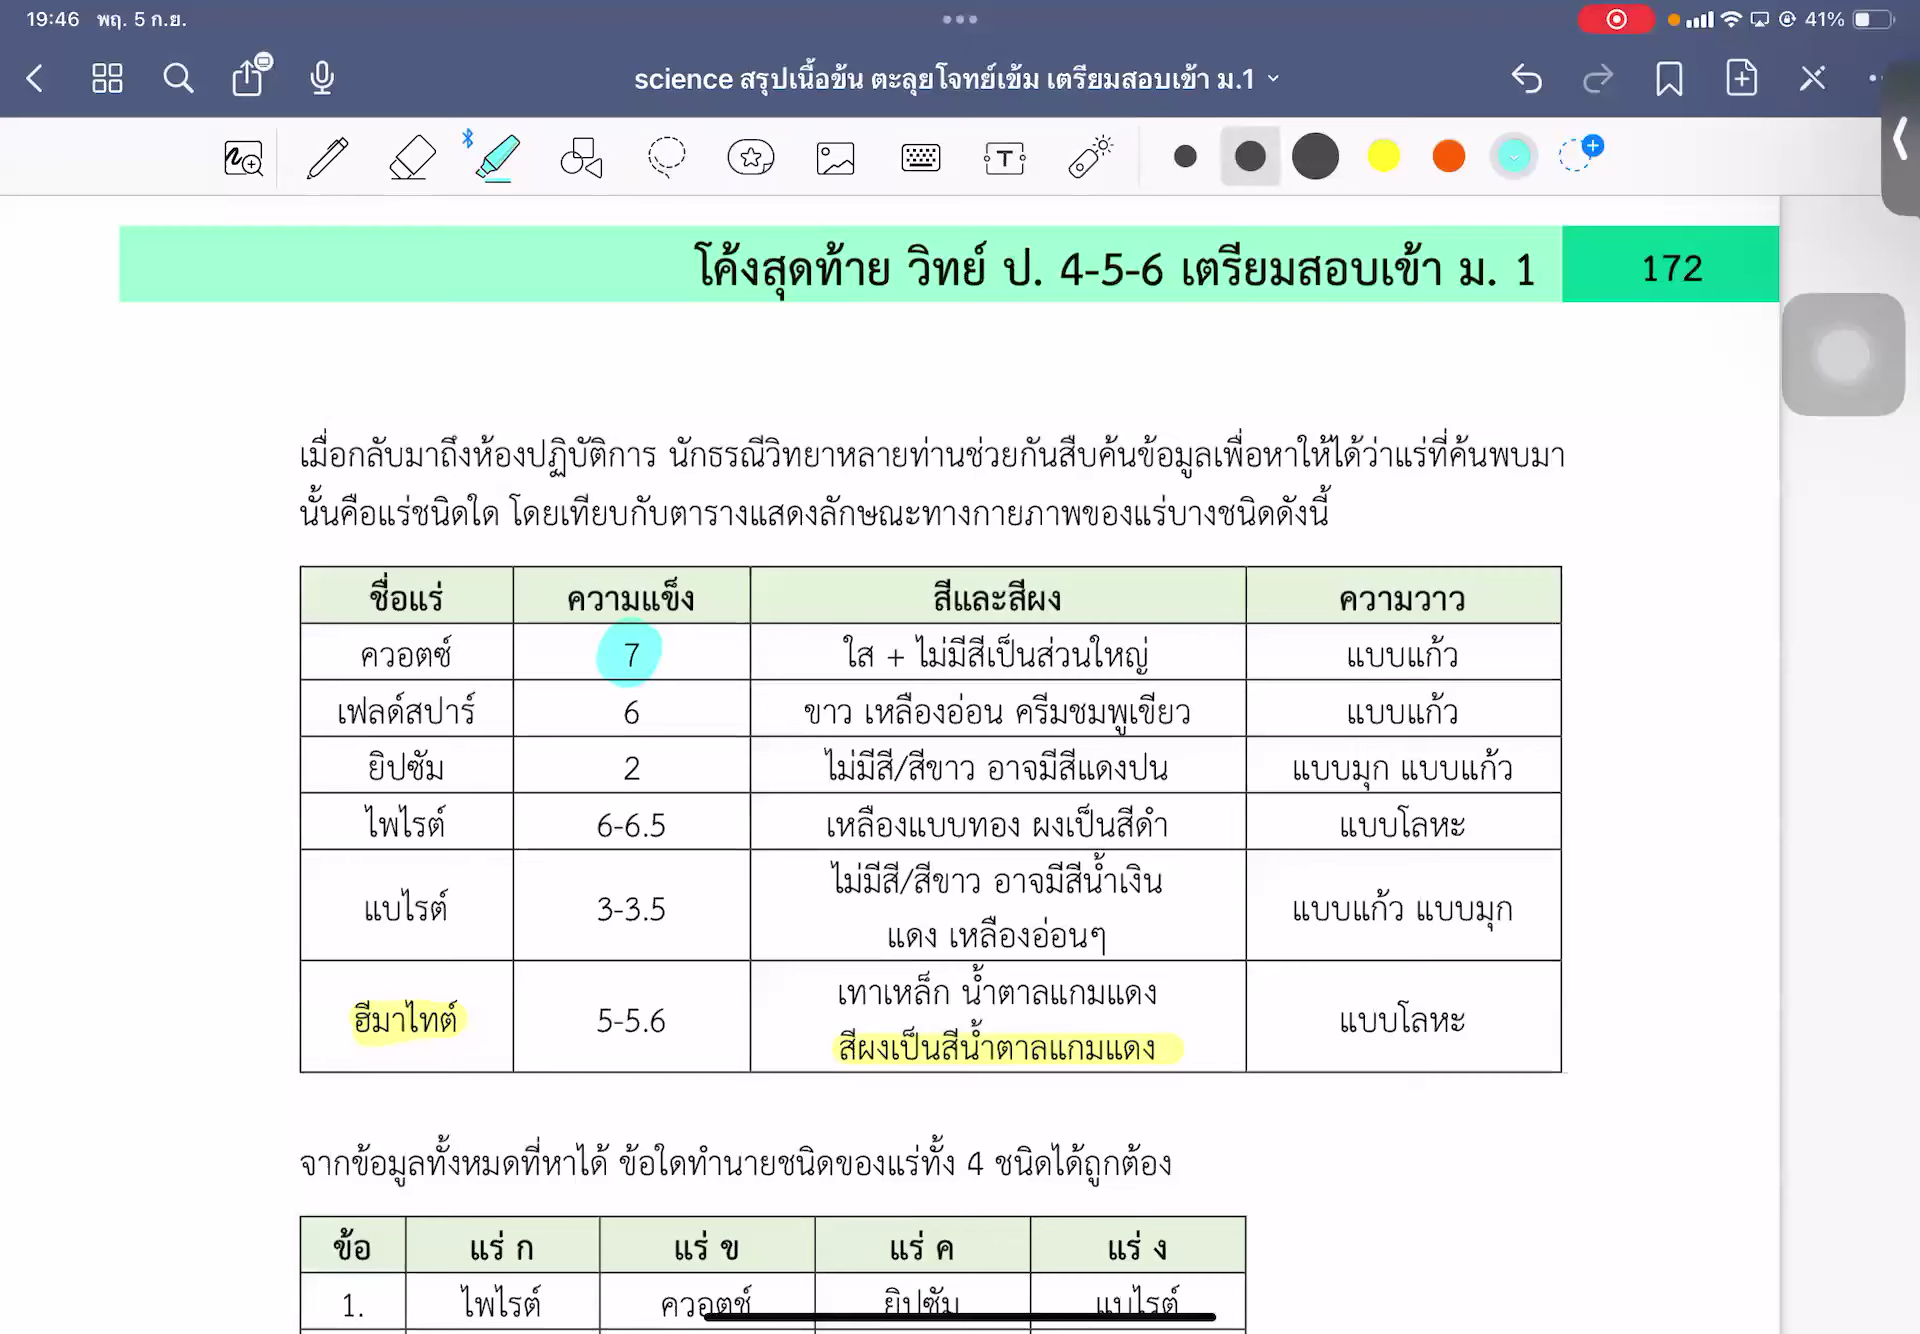 19:46 พฤ. 5 ก.ย.
41%
science สรุปเนื้อข้น ตะลุยโจทย์เข้ม เตรียมสอบเข้า ม.1
โค้งสุดท้าย วิทย์ ป. 4-5-6 เตรียมสอบเข้า ม. 1 172
เมื่อกลับมาถึงห้องปฏิบัติการ นักธรณีวิทยาหลายท่านช่วยกันสืบค้นข้อมูลเพื่อหาให้ได้ว่าแร่ที่ค้นพบมา
นั้นคือแร่ชนิดใด โดยเทียบกับตารางแสดงลักษณะทางกายภาพของแร่บางชนิดดังนี้
ชื่อแร่ ความแข็ง สีและสีผง ความวาว
ควอตซ์ 7 ใส + ไม่มีสีเป็นส่วนใหญ่ แบบแก้ว
เฟลด์สปาร์ 6 ขาว เหลืองอ่อน ครีมชมพูเขียว แบบแก้ว
ยิปซัม 2 ไม่มีสี/สีขาว อาจมีสีแดงปน แบบมุก แบบแก้ว
ไพไรต์ 6-6.5 เหลืองแบบทอง ผงเป็นสีดำ แบบโลหะ
แบไรต์ 3-3.5 ไม่มีสี/สีขาว อาจมีสีน้ำเงิน แบบแก้ว แบบมุก
แดง เหลืองอ่อนๆ
ฮีมาไทต์ 5-5.6 เทาเหล็ก น้ำตาลแกมแดง แบบโลหะ
สีผงเป็นสีน้ำตาลแกมแดง
จากข้อมูลทั้งหมดที่หาได้ ข้อใดทำนายชนิดของแร่ทั้ง 4 ชนิดได้ถูกต้อง
ข้อ แร่ ก แร่ ข แร่ ค แร่ ง
1. ไพไรต์ ควอตซ์ ยิปซัม แบไรต์